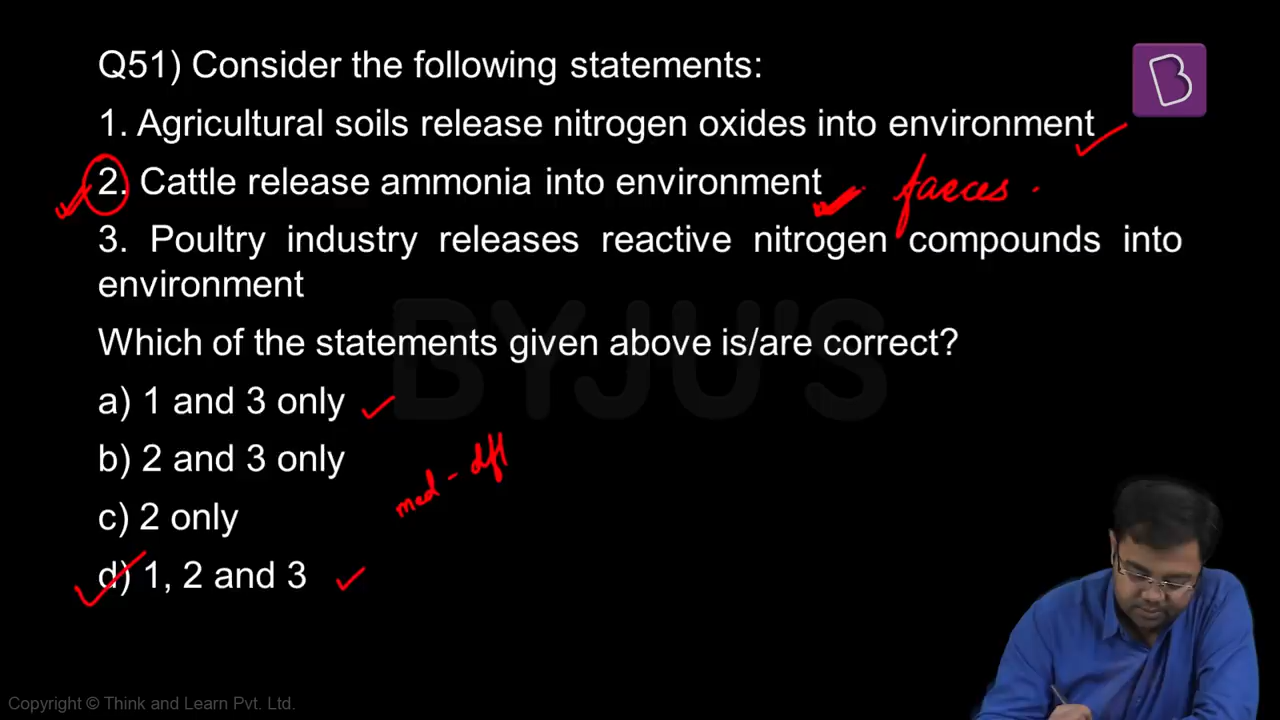 Q51) Consider the following statements:
1. Agricultural soils release nitrogen oxides into environment
2. Cattle release ammonia into environment faeces
3. Poultry industry releases reactive nitrogen compounds into
environment
Which of the statements given above is/are correct?
a) 1 and 3 only
b) 2 and 3 only
c) 2 only
d) 1, 2 and 3
med - dfl
BYJU'S
B
Copyright © Think and Learn Pvt. Ltd.